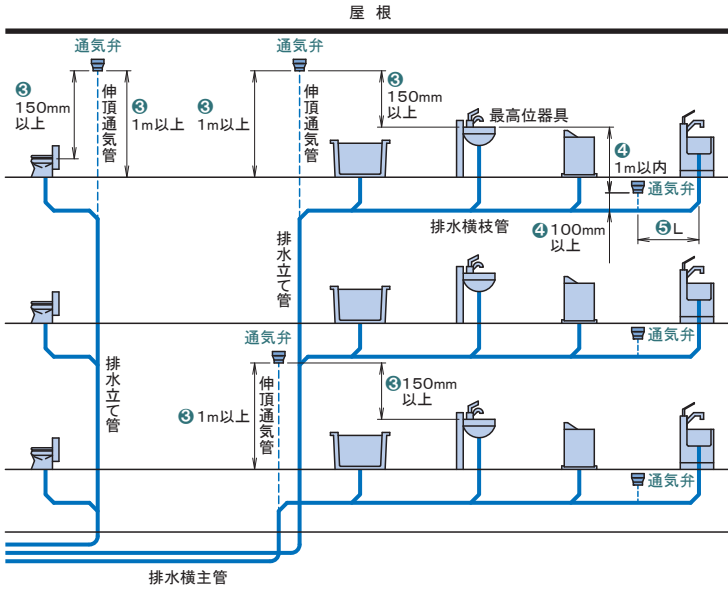 屋根
通気弁
通気弁
❸
150mm
以上
伸頂通気管
❸
1m以上
❸
1m以上
伸頂通気管
❸
150mm
以上
最高位器具
❹
1m以内
通気弁
排水横枝管
❹100mm
以上
❺L
排水立て管
通気弁
通気弁
排水立て管
❸1m以上
伸頂通気管
❸150mm
以上
通気弁
排水横主管